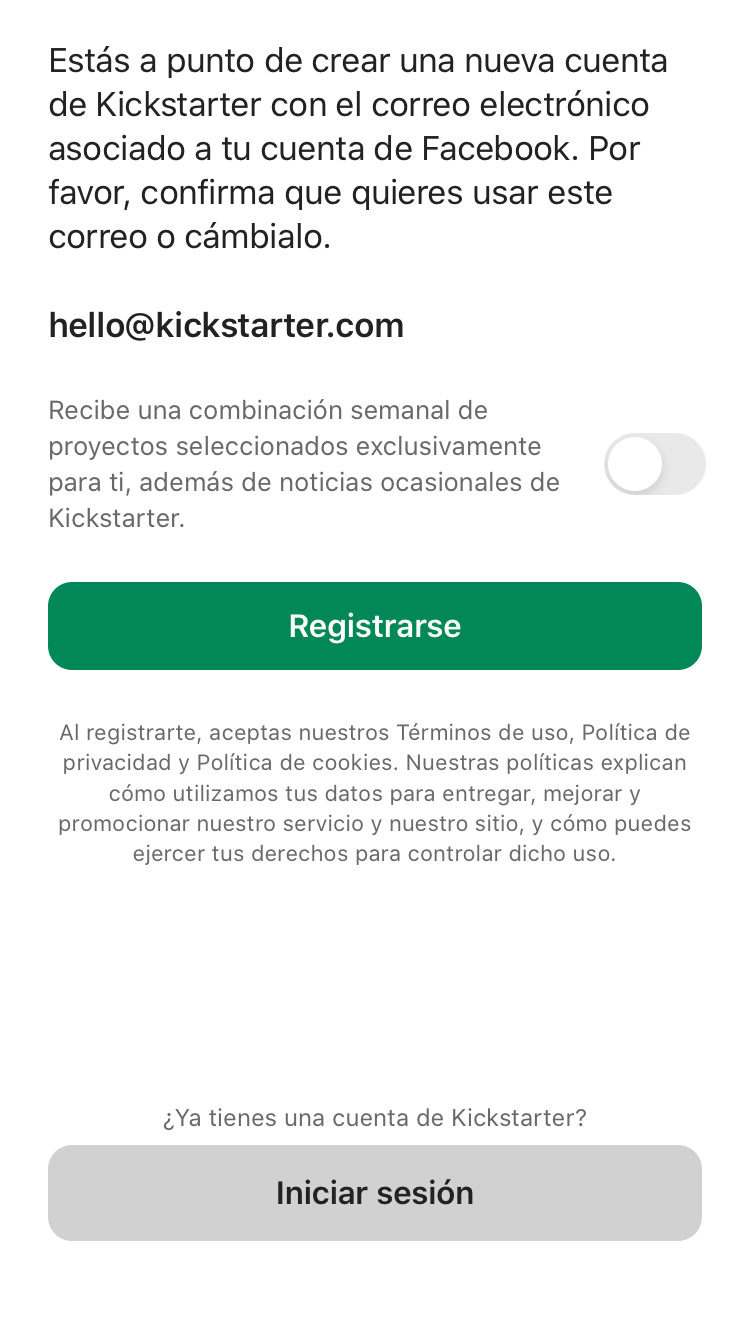 Estás a punto de crear una nueva cuenta
de Kickstarter con el correo electrónico
asociado a tu cuenta de Facebook. Por
favor, confirma que quieres usar este
correo o cámbialo.
hello@kickstarter.com
Recibe una combinación semanal de
proyectos seleccionados exclusivamente
para ti, además de noticias ocasionales de
Kickstarter.
Registrarse
Al registrarte, aceptas nuestros Términos de uso, Política de
privacidad y Política de cookies. Nuestras políticas explican
cómo utilizamos tus datos para entregar, mejorar y
promocionar nuestro servicio y nuestro sitio, y cómo puedes
ejercer tus derechos para controlar dicho uso.
¿Ya tienes una cuenta de Kickstarter?
Iniciar sesión